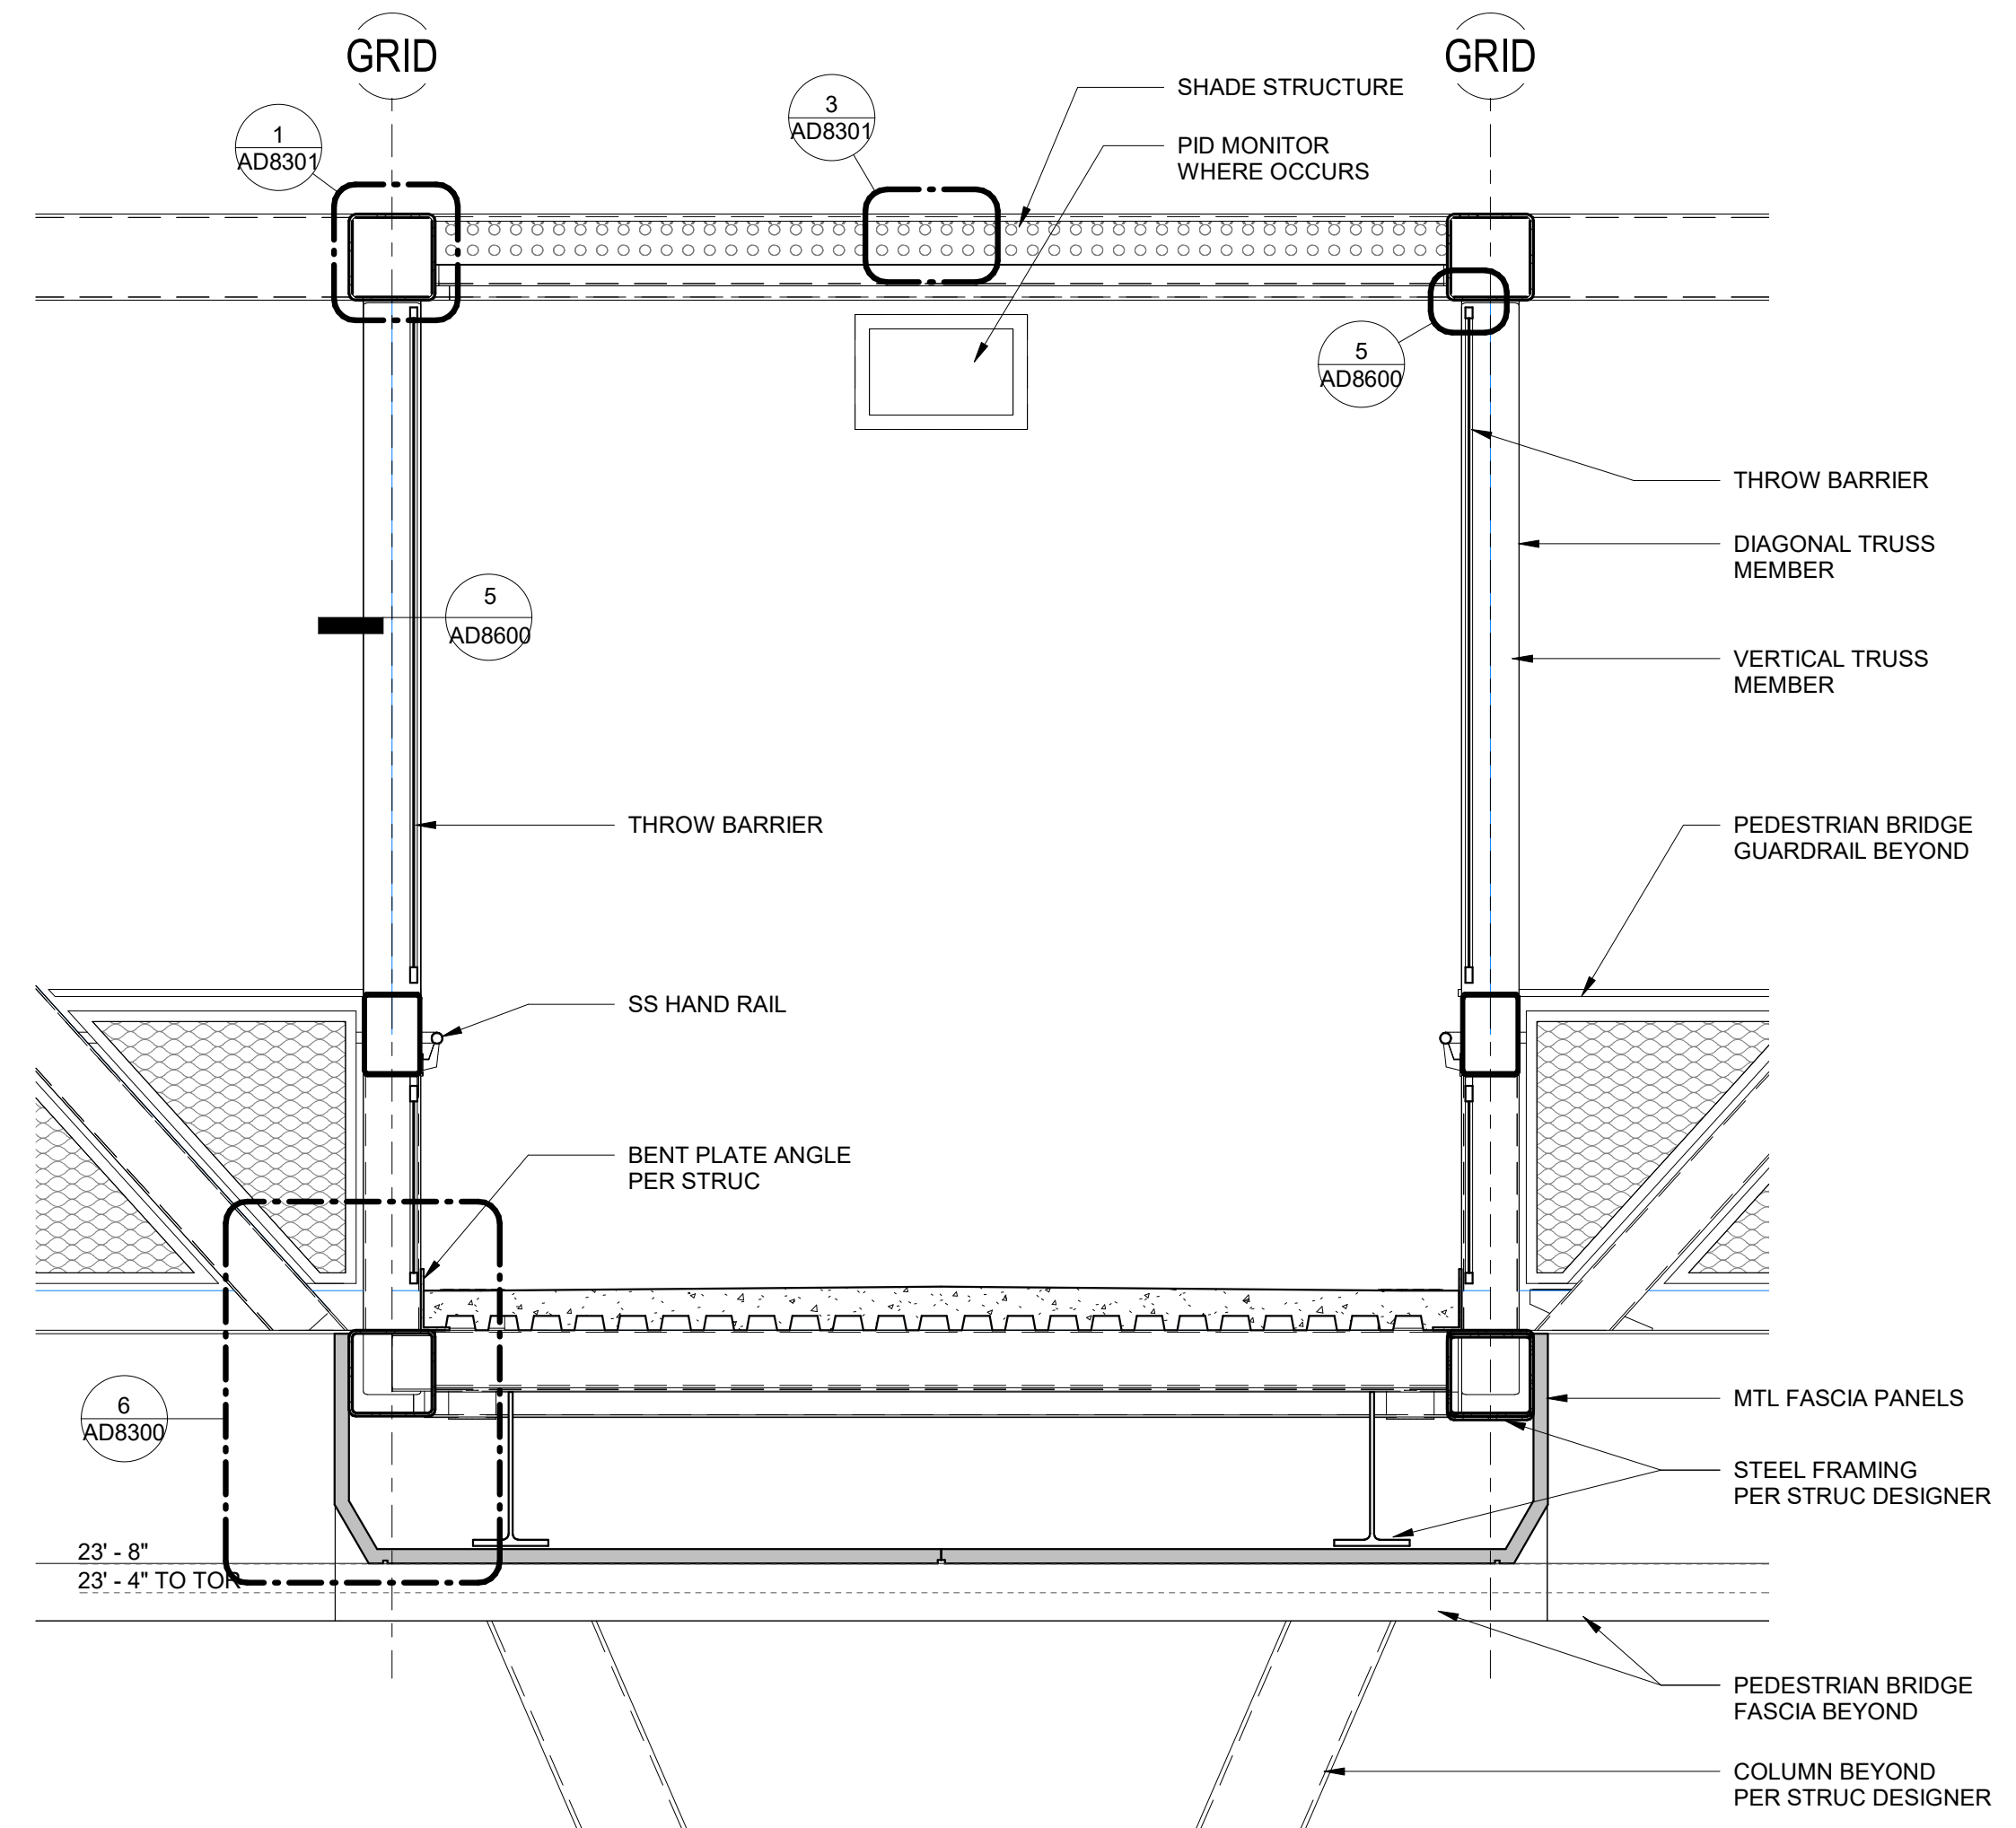 GRID
GRID
1
AD8301
3
AD8301
SHADE STRUCTURE
PID MONITOR
WHERE OCCURS
5
AD8600
THROW BARRIER
DIAGONAL TRUSS
MEMBER
5
AD8600
VERTICAL TRUSS
MEMBER
THROW BARRIER
PEDESTRIAN BRIDGE
GUARDRAIL BEYOND
SS HAND RAIL
BENT PLATE ANGLE
PER STRUC
6
AD8300
MTL FASCIA PANELS
STEEL FRAMING
PER STRUC DESIGNER
23' - 8"
23' - 4" TO TOR
PEDESTRIAN BRIDGE
FASCIA BEYOND
COLUMN BEYOND
PER STRUC DESIGNER